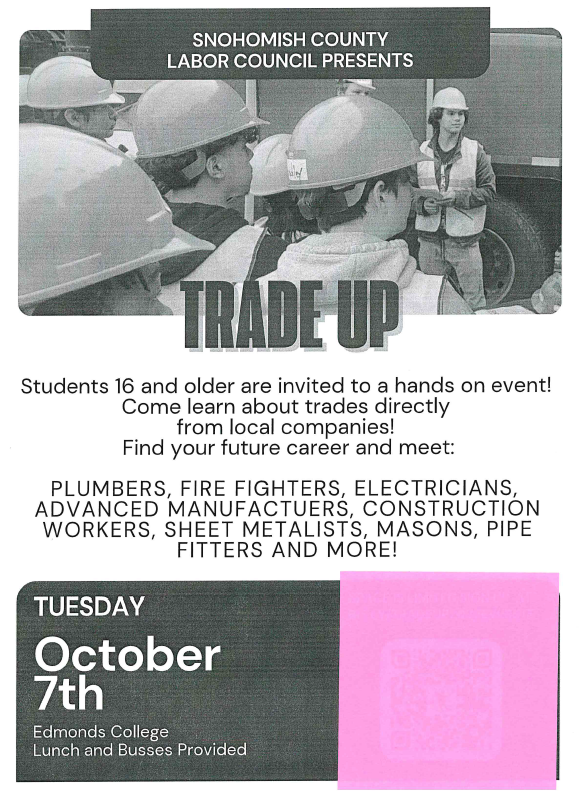 SNOHOMISH COUNTY
LABOR COUNCIL PRESENTS
TRADE UP
Students 16 and older are invited to a hands on event!
Come learn about trades directly
from local companies!
Find your future career and meet:
PLUMBERS, FIRE FIGHTERS, ELECTRICIANS,
ADVANCED MANUFACTUERS, CONSTRUCTION
WORKERS, SHEET METALISTS, MASONS, PIPE
FITTERS AND MORE!
TUESDAY
October
7th
Edmonds College
Lunch and Busses Provided